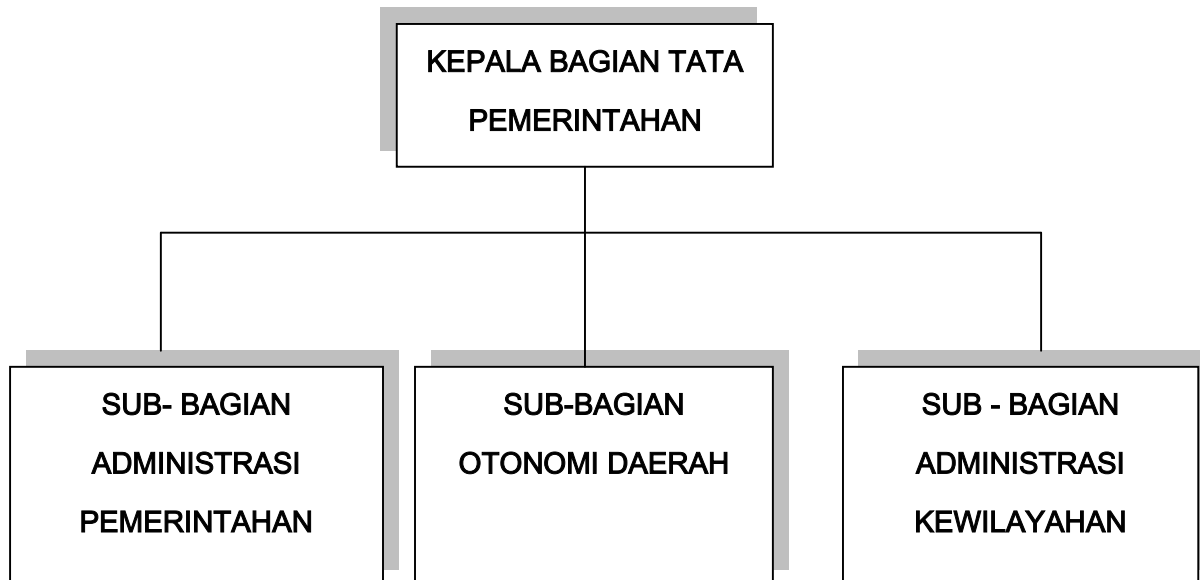 KEPALA BAGIAN TATA
PEMERINTAHAN
SUB- BAGIAN
ADMINISTRASI
PEMERINTAHAN
SUB-BAGIAN
OTONOMI DAERAH
SUB - BAGIAN
ADMINISTRASI
KEWILAYAHAN